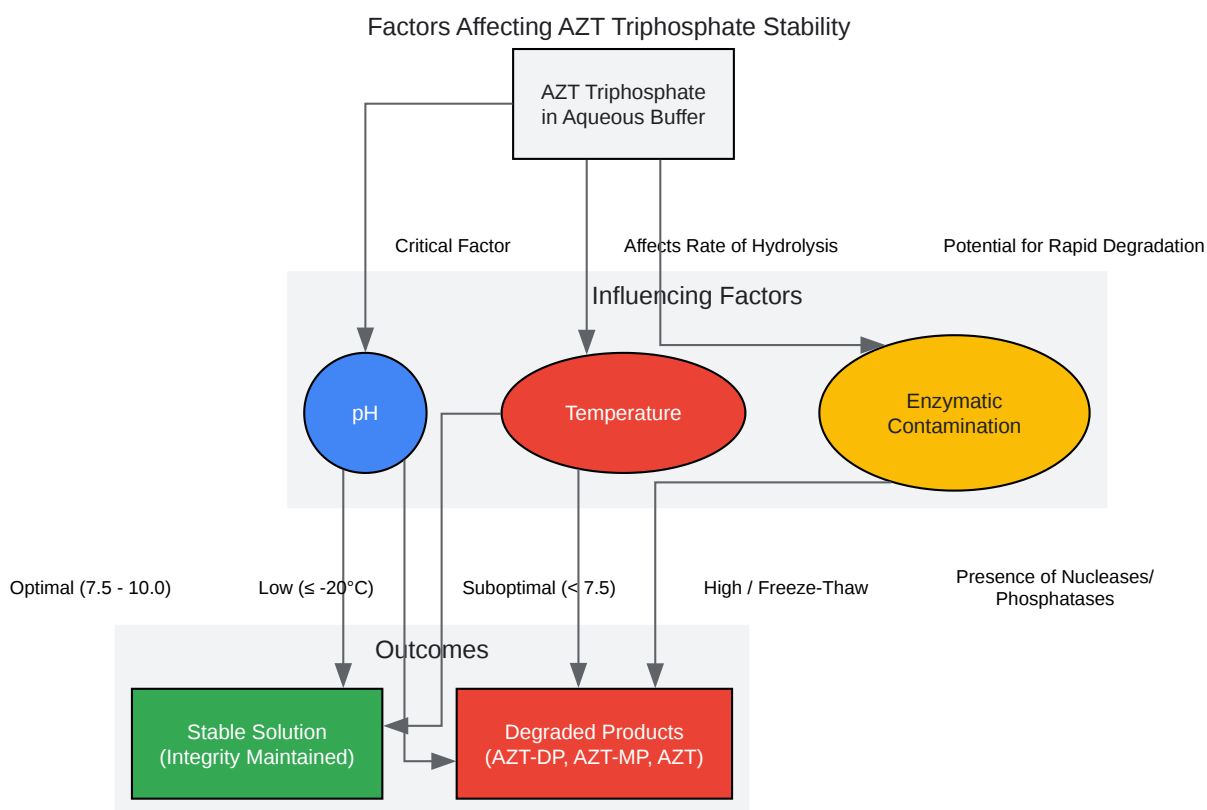 Factors Affecting AZT Triphosphate Stability
AZT Triphosphate
in Aqueous Buffer
Critical Factor
Affects Rate of Hydrolysis
Potential for Rapid Degradation
Influencing Factors
pH
Temperature
Enzymatic
Contamination
Optimal (7.5 - 10.0)
Low (≤ -20°C)
Suboptimal (< 7.5)
High / Freeze-Thaw
Presence of Nucleases/
Phosphatases
Outcomes
Stable Solution
(Integrity Maintained)
Degraded Products
(AZT-DP, AZT-MP, AZT)